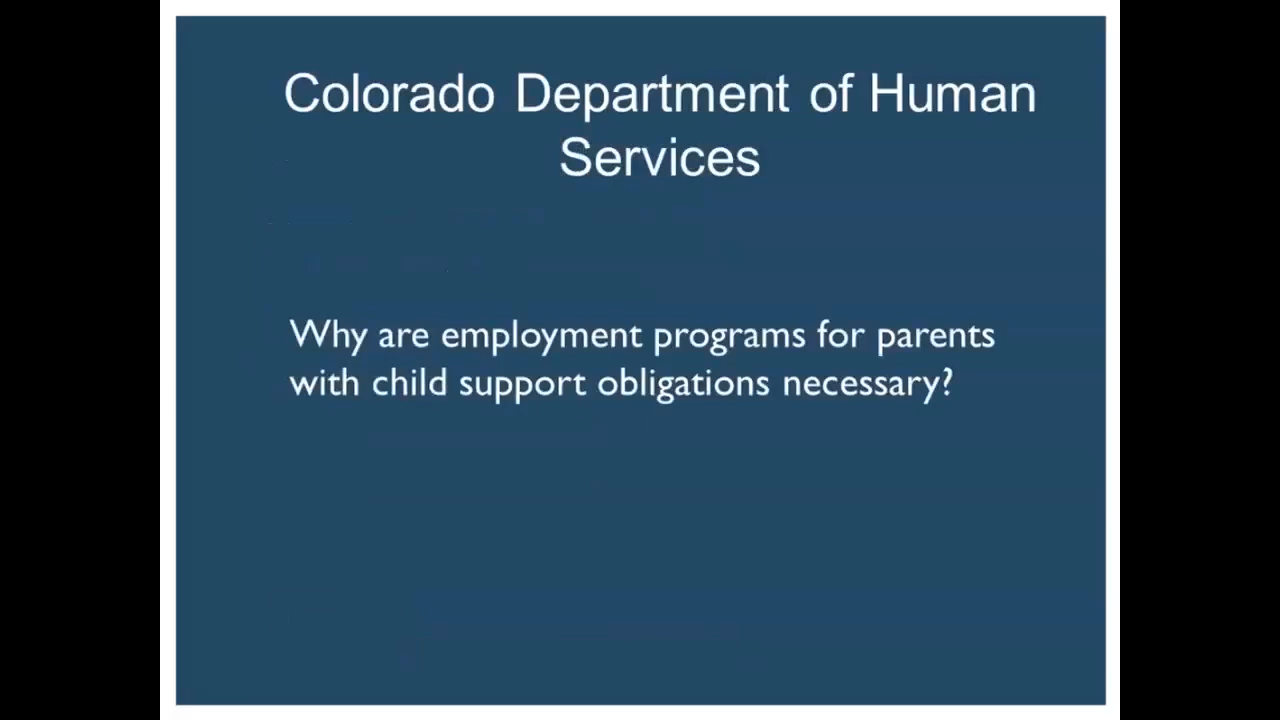 Colorado Department of Human
Services
Why are employment programs for parents
with child support obligations necessary?